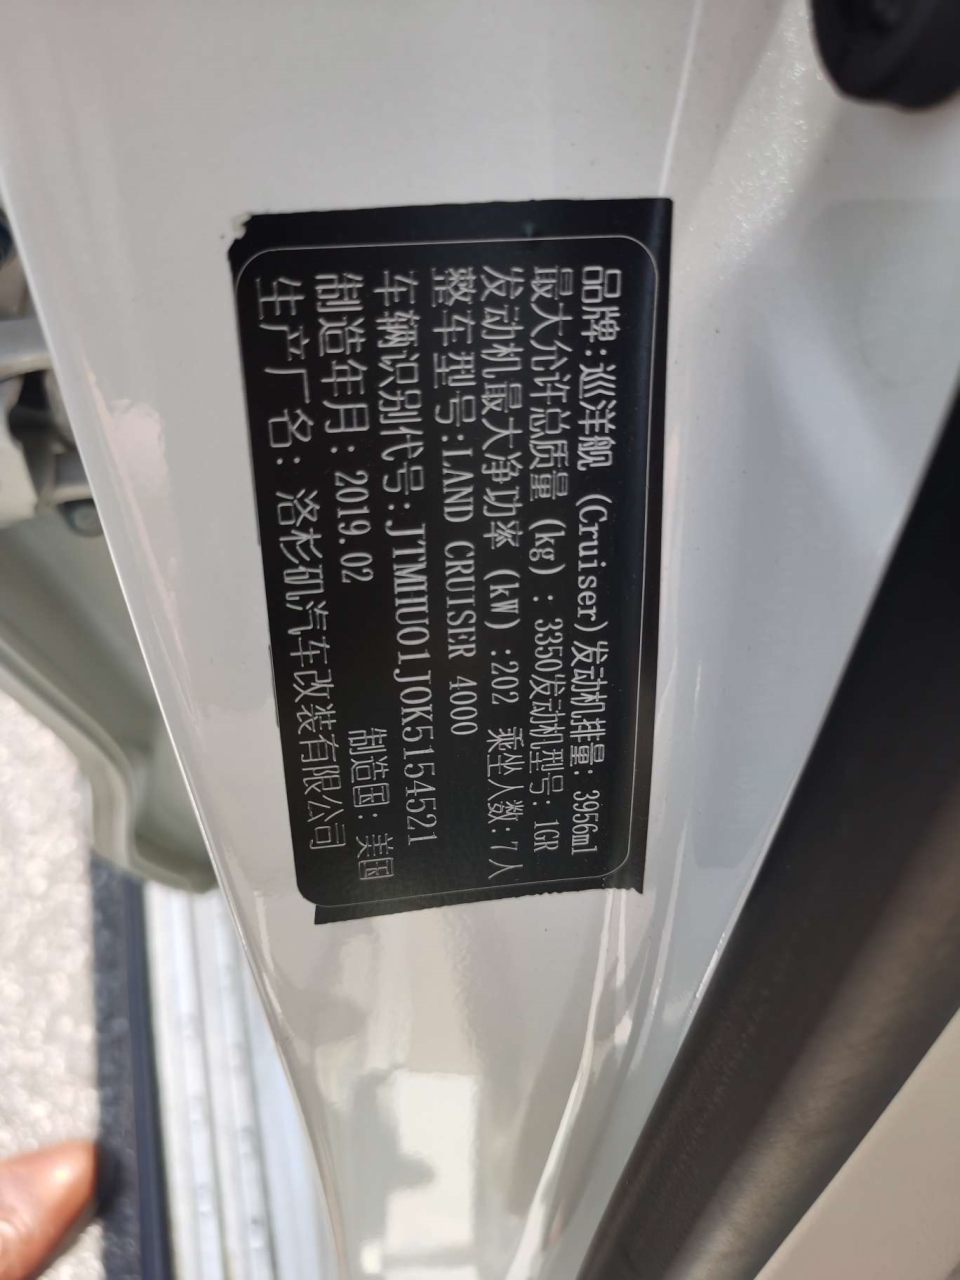 品牌:巡洋舰 (Cruiser)发动机排量: 3956ml
最大允许总质量 (kg) : 3350发动机型号: 1GR
发动机最大净功率 (kW) :202 乘坐人数:7人
整车型号:LAND CRUISER 4000
车辆识别代号:JTMHU01J0K5154521
制造年月: 2019.02 制造国: 美国
生产厂名: 洛杉矶汽车改装有限公司